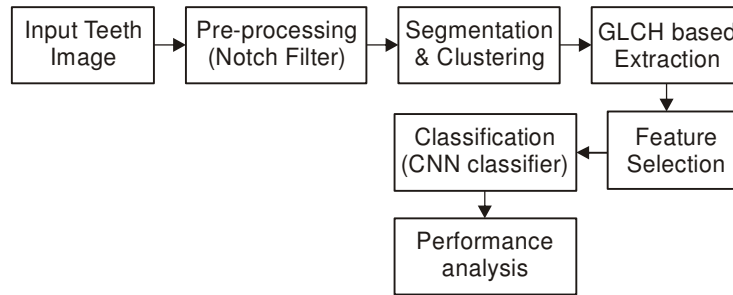 Input Teeth
Image
Pre-processing
(Notch Filter)
Segmentation
& Clustering
GLCH based
Extraction
Feature
Selection
Classification
(CNN classifier)
Performance
analysis